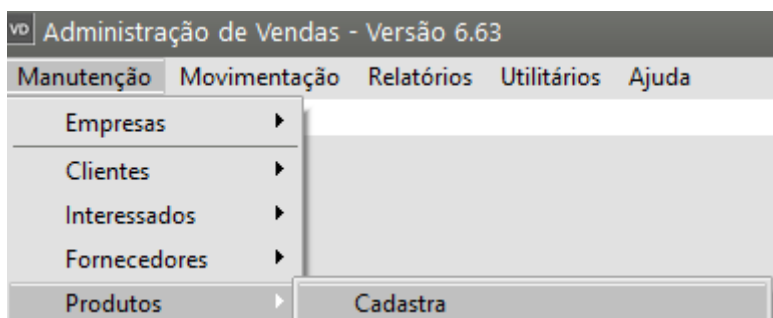 VD Administração de Vendas - Versão 6.63
Manutenção Movimentação Relatórios Utilitários Ajuda
Empresas
Clientes
Interessados
Fornecedores
Produtos Cadastra